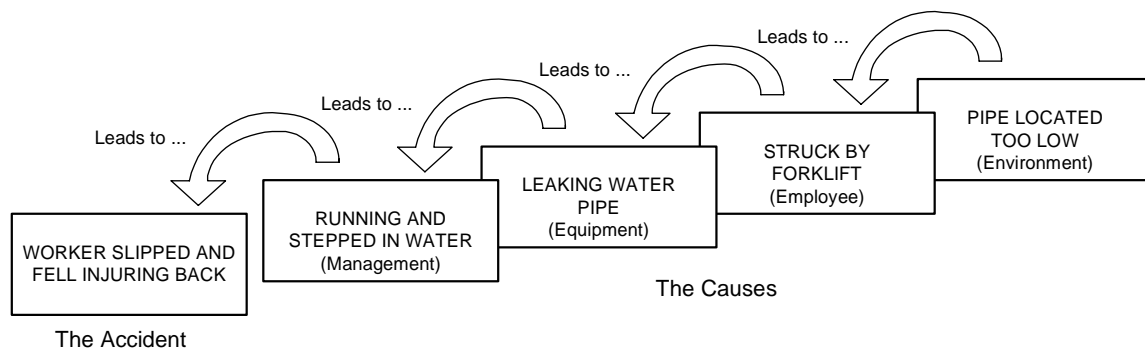 Leads to ...
PIPE LOCATED
TOO LOW
(Environment)
Leads to ...
STRUCK BY
FORKLIFT
(Employee)
Leads to ...
LEAKING WATER
PIPE
(Equipment)
Leads to ...
RUNNING AND
STEPPED IN WATER
(Management)
WORKER SLIPPED AND
FELL INJURING BACK
The Causes
The Accident